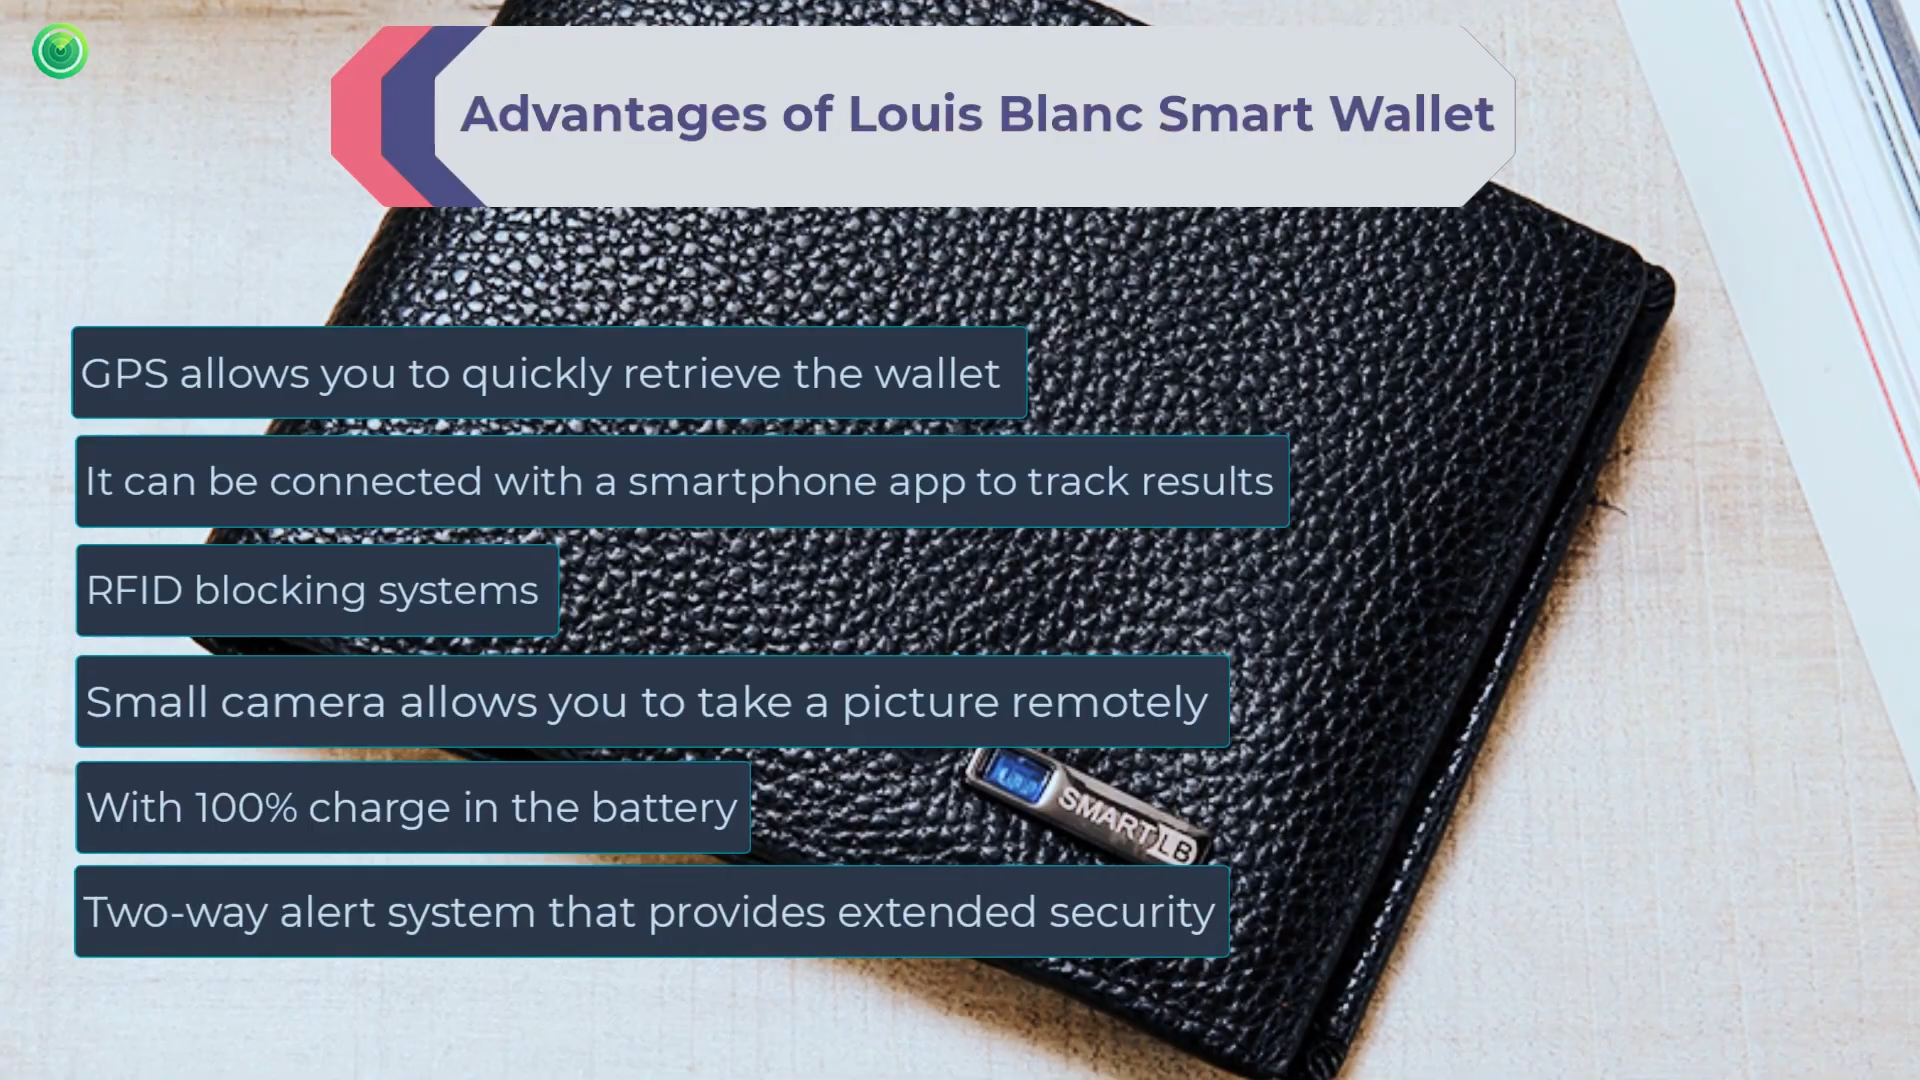 Advantages of Louis Blanc Smart Wallet
GPS allows you to quickly retrieve the wallet
It can be connected with a smartphone app to track results
RFID blocking systems
Small camera allows you to take a picture remotely
With 100% charge in the battery
SMART LB
Two-way alert system that provides extended security